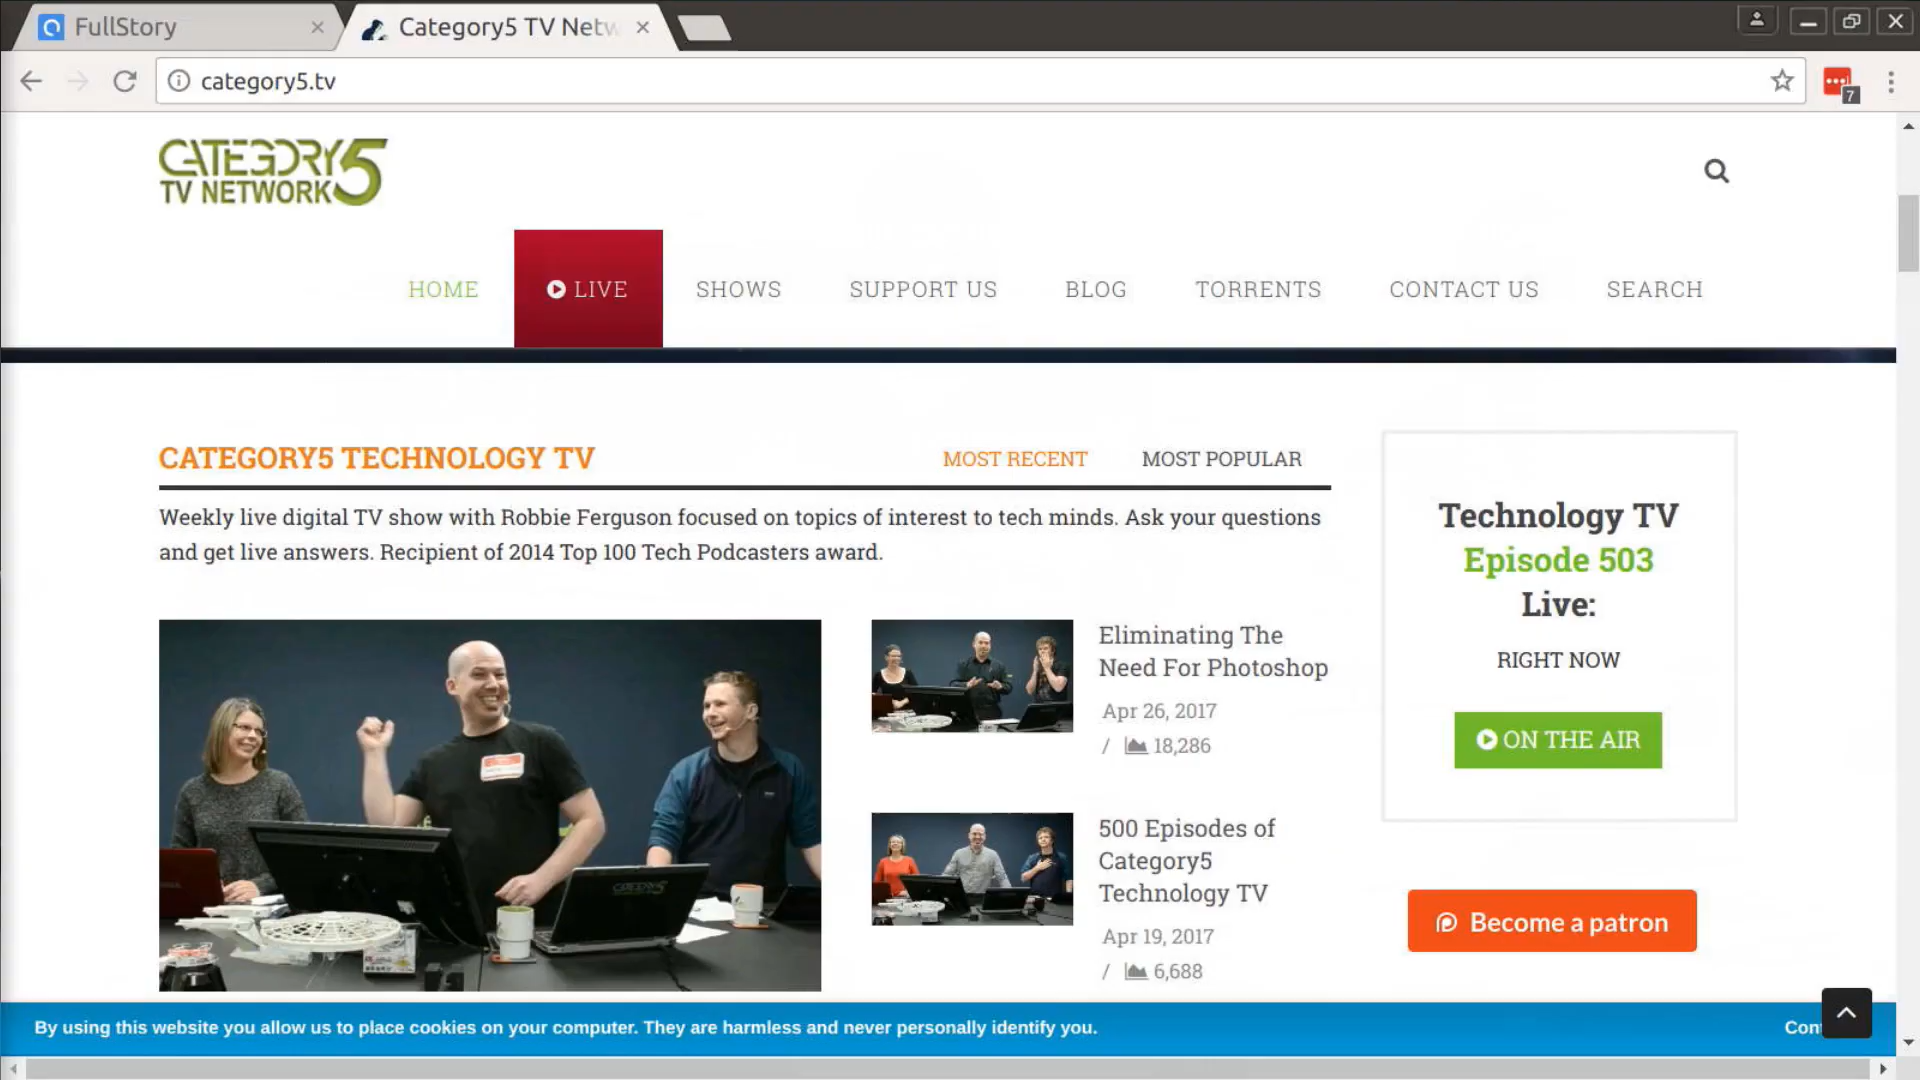 FullStory
Category5 TV Netw
category5.tv
7
CATEGORY5
TV NETWORK
HOME
LIVE
SHOWS
SUPPORT US
BLOG
TORRENTS
CONTACT US
SEARCH
CATEGORY5 TECHNOLOGY TV
MOST RECENT
MOST POPULAR
Weekly live digital TV show with Robbie Ferguson focused on topics of interest to tech minds. Ask your questions
and get live answers. Recipient of 2014 Top 100 Tech Podcasters award.
Eliminating The
Need For Photoshop
Apr 26, 2017
/ 18,286
500 Episodes of
Category5
Technology TV
Apr 19, 2017
/ 6,688
Technology TV
Episode 503
Live:
RIGHT NOW
ON THE AIR
Become a patron
By using this website you allow us to place cookies on your computer. They are harmless and never personally identify you.
Con